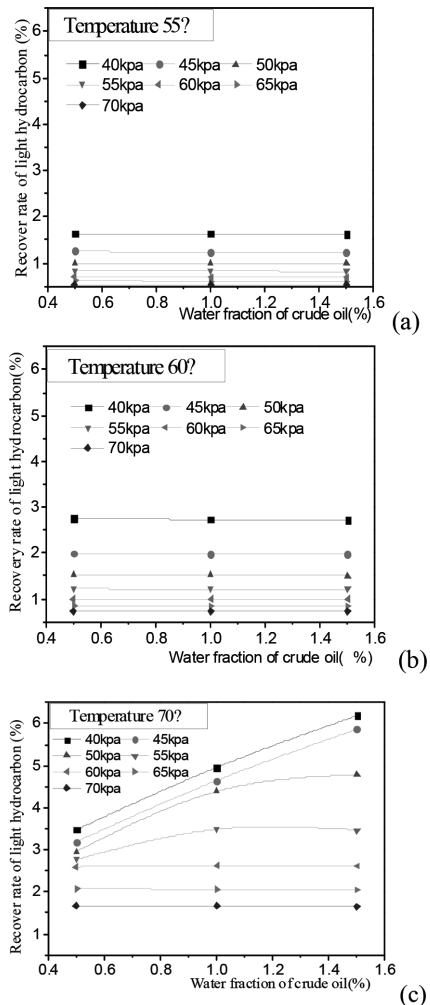 Temperature 55?
40kpa 45kpa 50kpa
55kpa 60kpa 65kpa
70kpa
Recover rate of light hydrocarbon (%)
6
5
4
3
2
1
0.4 0.6 0.8 1.0 1.2 1.4 1.6
Water fraction of crude oil(%)
(a)
Temperature 60?
40kpa 45kpa 50kpa
55kpa 60kpa 65kpa
70kpa
Recovery rate of light hydrocarbon(%)
6
5
4
3
2
1
0.4 0.6 0.8 1.0 1.2 1.4 1.6
Water fraction of crude oil( %)
(b)
Temperature 70?
40kpa 45kpa
50kpa 55kpa
60kpa 65kpa
70kpa
Recover rate of light hydrocarbon (%)
6
5
4
3
2
1
0.4 0.6 0.8 1.0 1.2 1.4 1.6
Water fraction of crude oil(%)
(c)